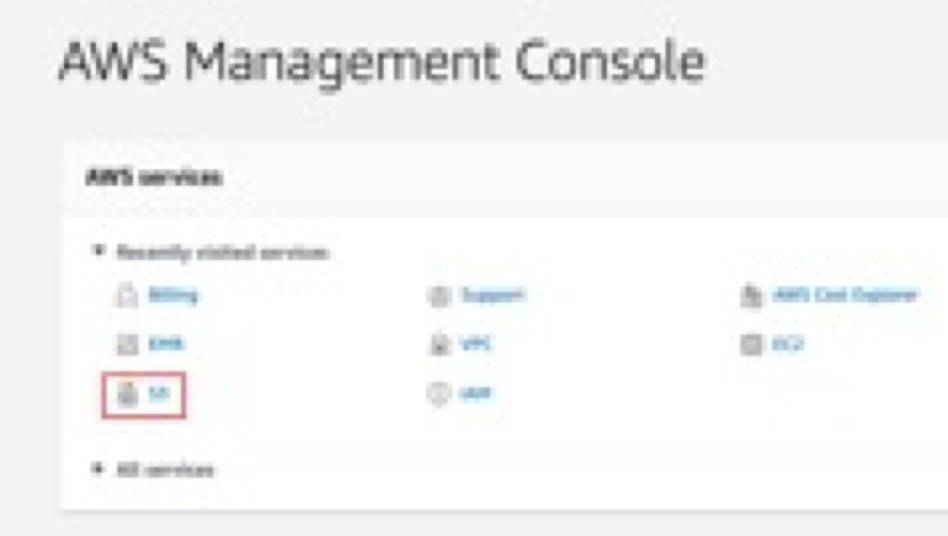 AWS Management Console
AWS services
Recently visited services
Billing Support AWS Cost Explorer
EMR VPC EC2
S3 IAM
All services